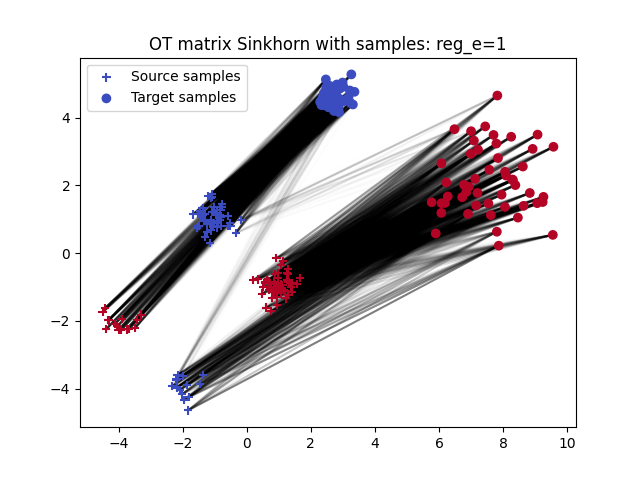 OT matrix Sinkhorn with samples: reg_e=1
Source samples
Target samples
4
2
0
−2
−4
−4 −2 0 2 4 6 8 10